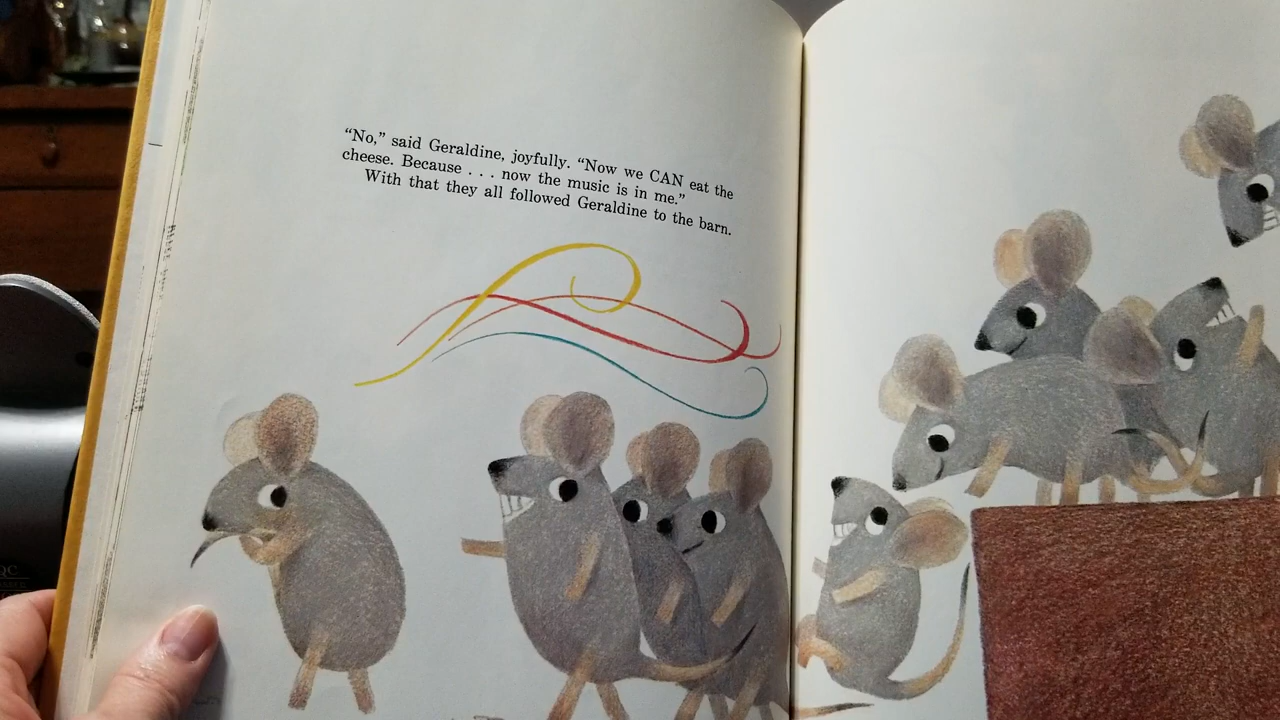 “No,” said Geraldine, joyfully. “Now we CAN eat the
cheese. Because . . . now the music is in me.”
With that they all followed Geraldine to the barn.
QC